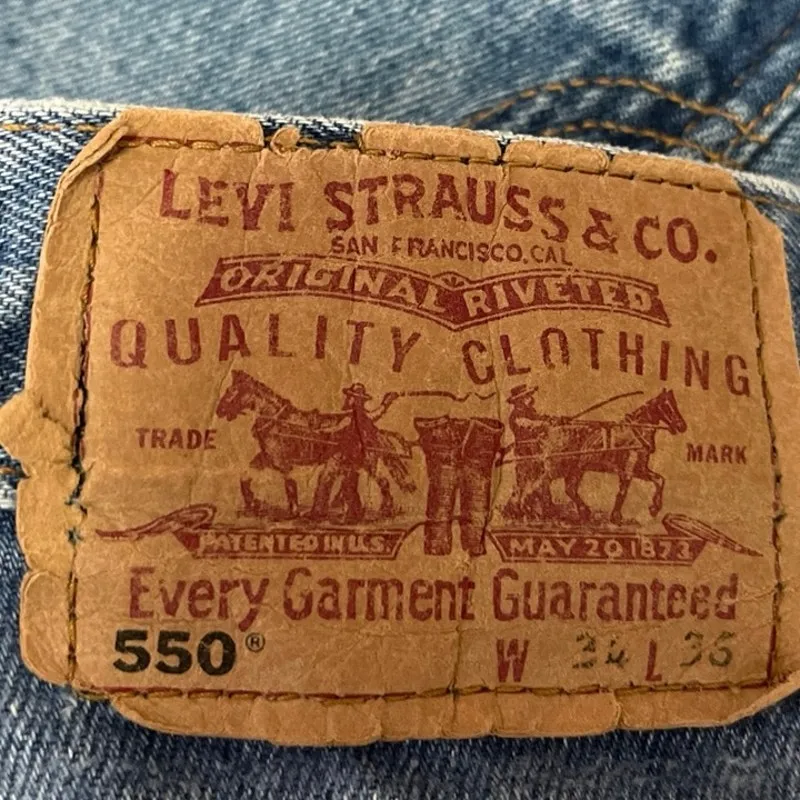 LEVI STRAUSS & CO.
SAN FRANCISCO, CAL
ORIGINAL RIVETED
QUALITY CLOTHING
TRADE MARK
PATENTED IN U.S. MAY 20 1873
Every Garment Guaranteed
550® W 34 L 36